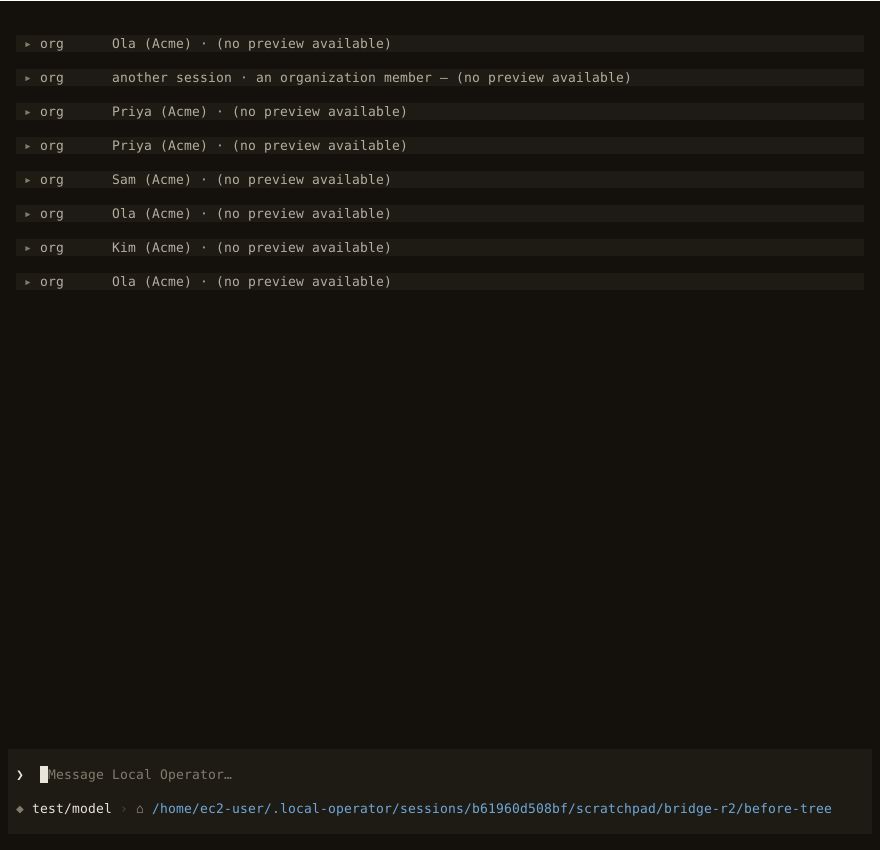 ▸ org      Ola (Acme) · (no preview available)
▸ org      another session · an organization member — (no preview available)
▸ org      Priya (Acme) · (no preview available)
▸ org      Priya (Acme) · (no preview available)
▸ org      Sam (Acme) · (no preview available)
▸ org      Ola (Acme) · (no preview available)
▸ org      Kim (Acme) · (no preview available)
▸ org      Ola (Acme) · (no preview available)
❯  Message Local Operator…
◆ test/model › ⌂ /home/ec2-user/.local-operator/sessions/b61960d508bf/scratchpad/bridge-r2/before-tree